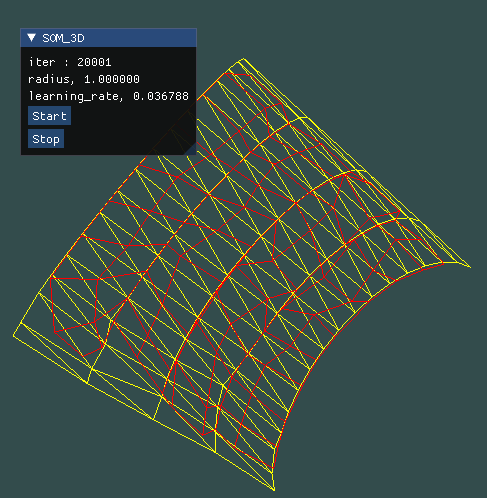 SOM_3D
iter : 20001
radius, 1.000000
learning_rate, 0.036788
Start
Stop